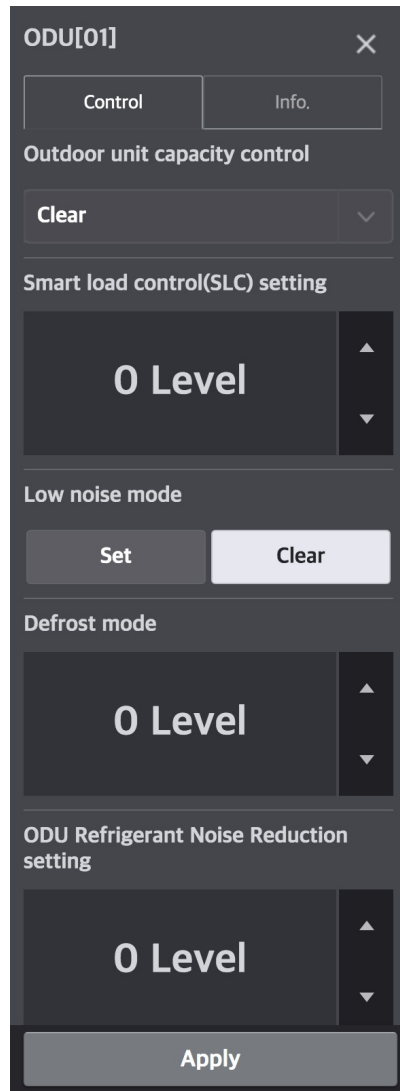 ODU[01]
Control
Info.
Outdoor unit capacity control
Clear
Smart load control(SLC) setting
0 Level
Low noise mode
Set
Clear
Defrost mode
0 Level
ODU Refrigerant Noise Reduction
setting
0 Level
Apply